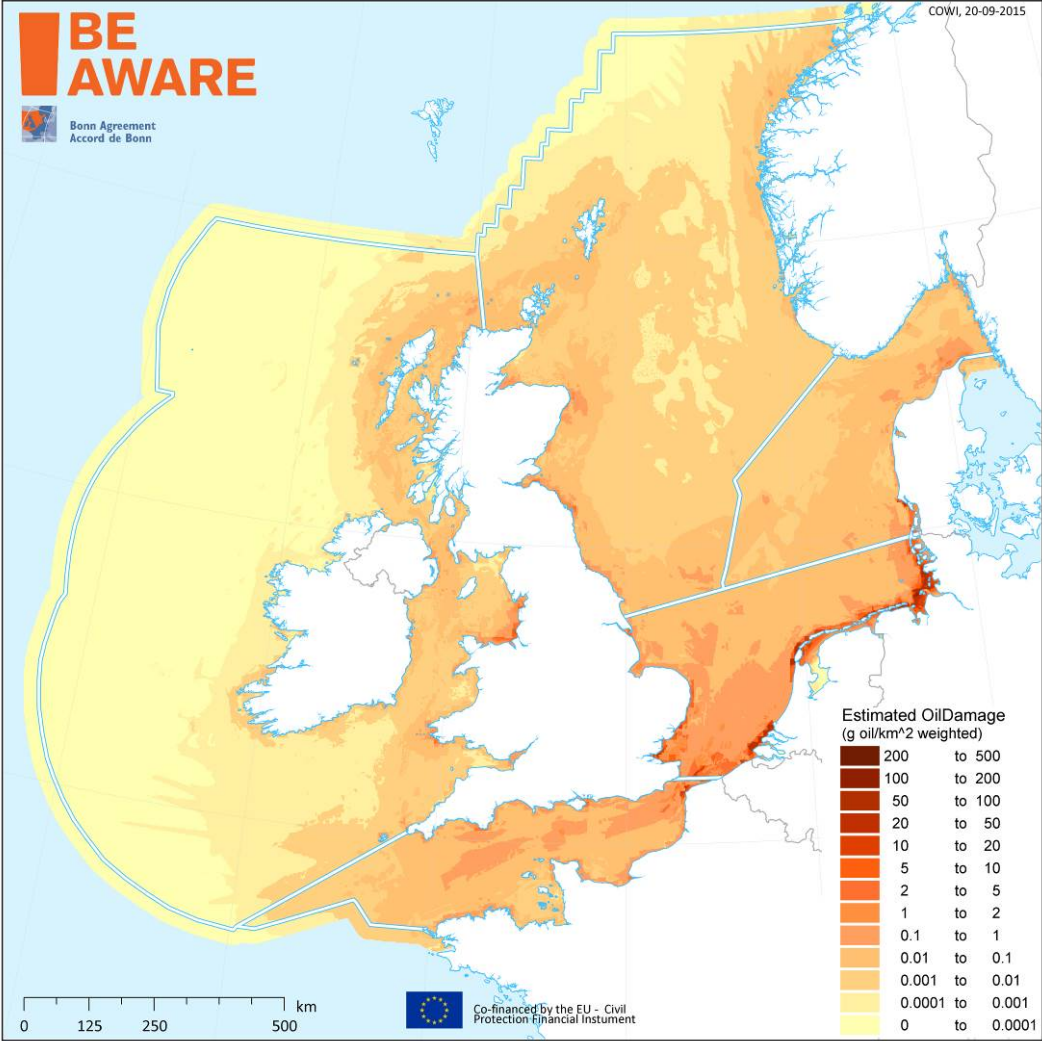 COWI, 20-09-2015
BE
AWARE
Bonn Agreement
Accord de Bonn
Estimated OilDamage
(g oil/km^2 weighted)
200 to 500
100 to 200
50 to 100
20 to 50
10 to 20
5 to 10
2 to 5
1 to 2
0.1 to 1
0.01 to 0.1
0.001 to 0.01
0.0001 to 0.001
0 to 0.0001
km
0 125 250 500
Co-financed by the EU - Civil
Protection Financial Instument